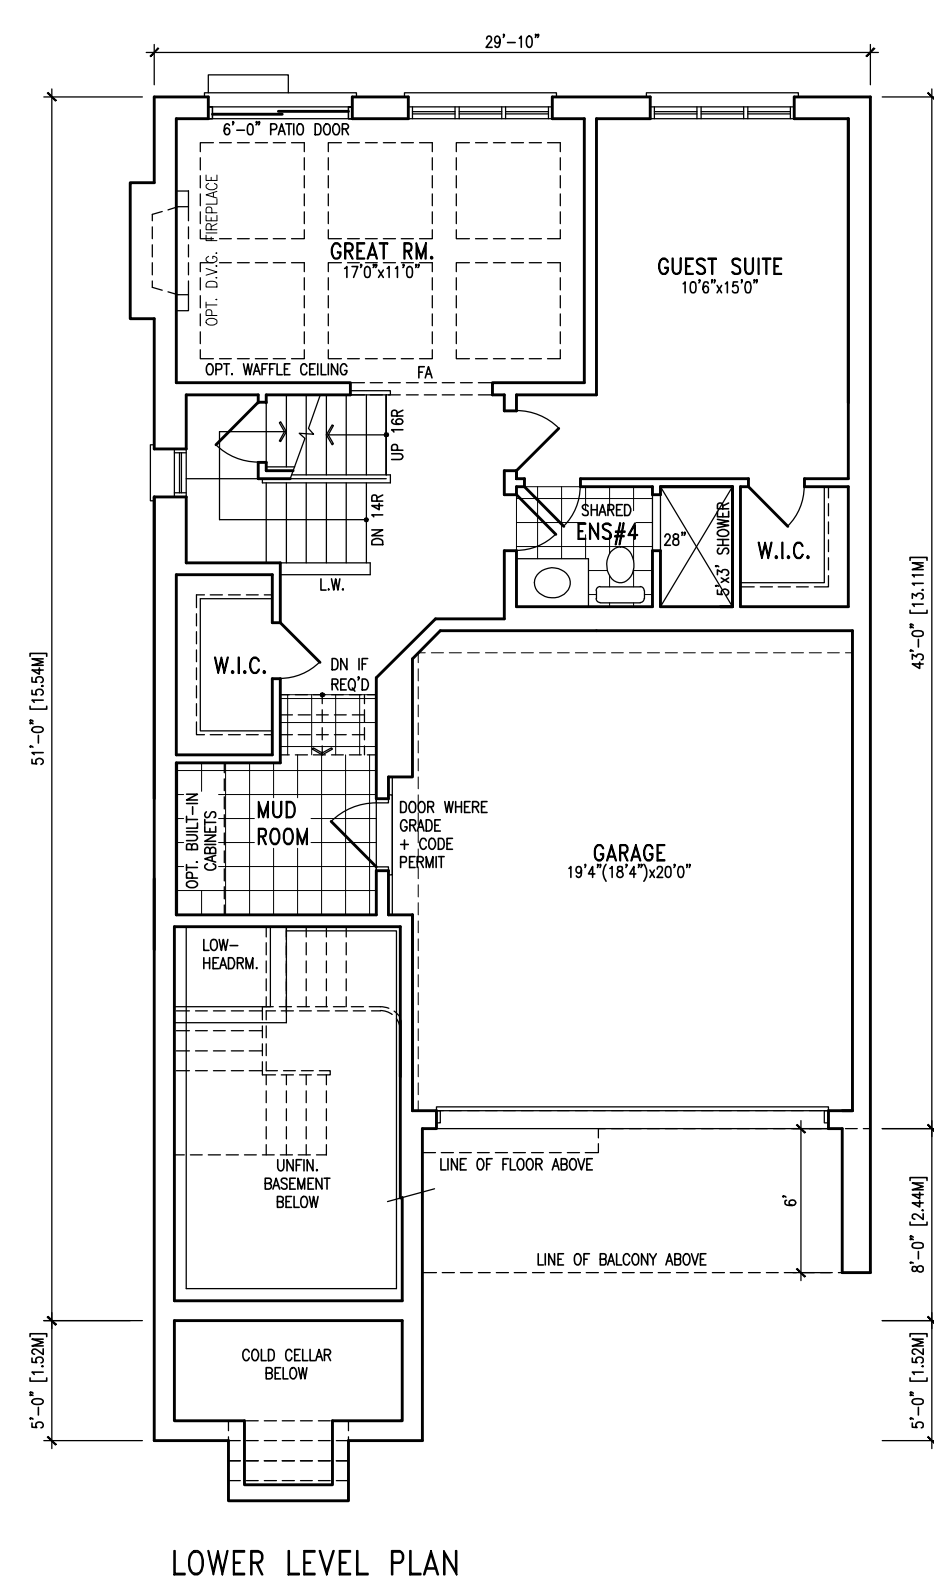 29'-10"
6'-0" PATIO DOOR
OPT. D.V.G. FIREPLACE
GREAT RM.
17'0"x11'0"
GUEST SUITE
10'6"x15'0"
OPT. WAFFLE CEILING
FA
UP 16R
DN 14R
L.W.
SHARED
ENS#4
28"
5'x3' SHOWER
W.I.C.
43'-0" [13.11M]
51'-0" [15.54M]
W.I.C.
DN IF
REQ'D
MUD
ROOM
OPT. BUILT-IN
CABINETS
DOOR WHERE
GRADE
+ CODE
PERMIT
GARAGE
19'4"(18'4")x20'0"
LOW-
HEADRM.
UNFIN.
BASEMENT
BELOW
LINE OF FLOOR ABOVE
6'
8'-0" [2.44M]
LINE OF BALCONY ABOVE
COLD CELLAR
BELOW
5'-0" [1.52M]
5'-0" [1.52M]
LOWER LEVEL PLAN